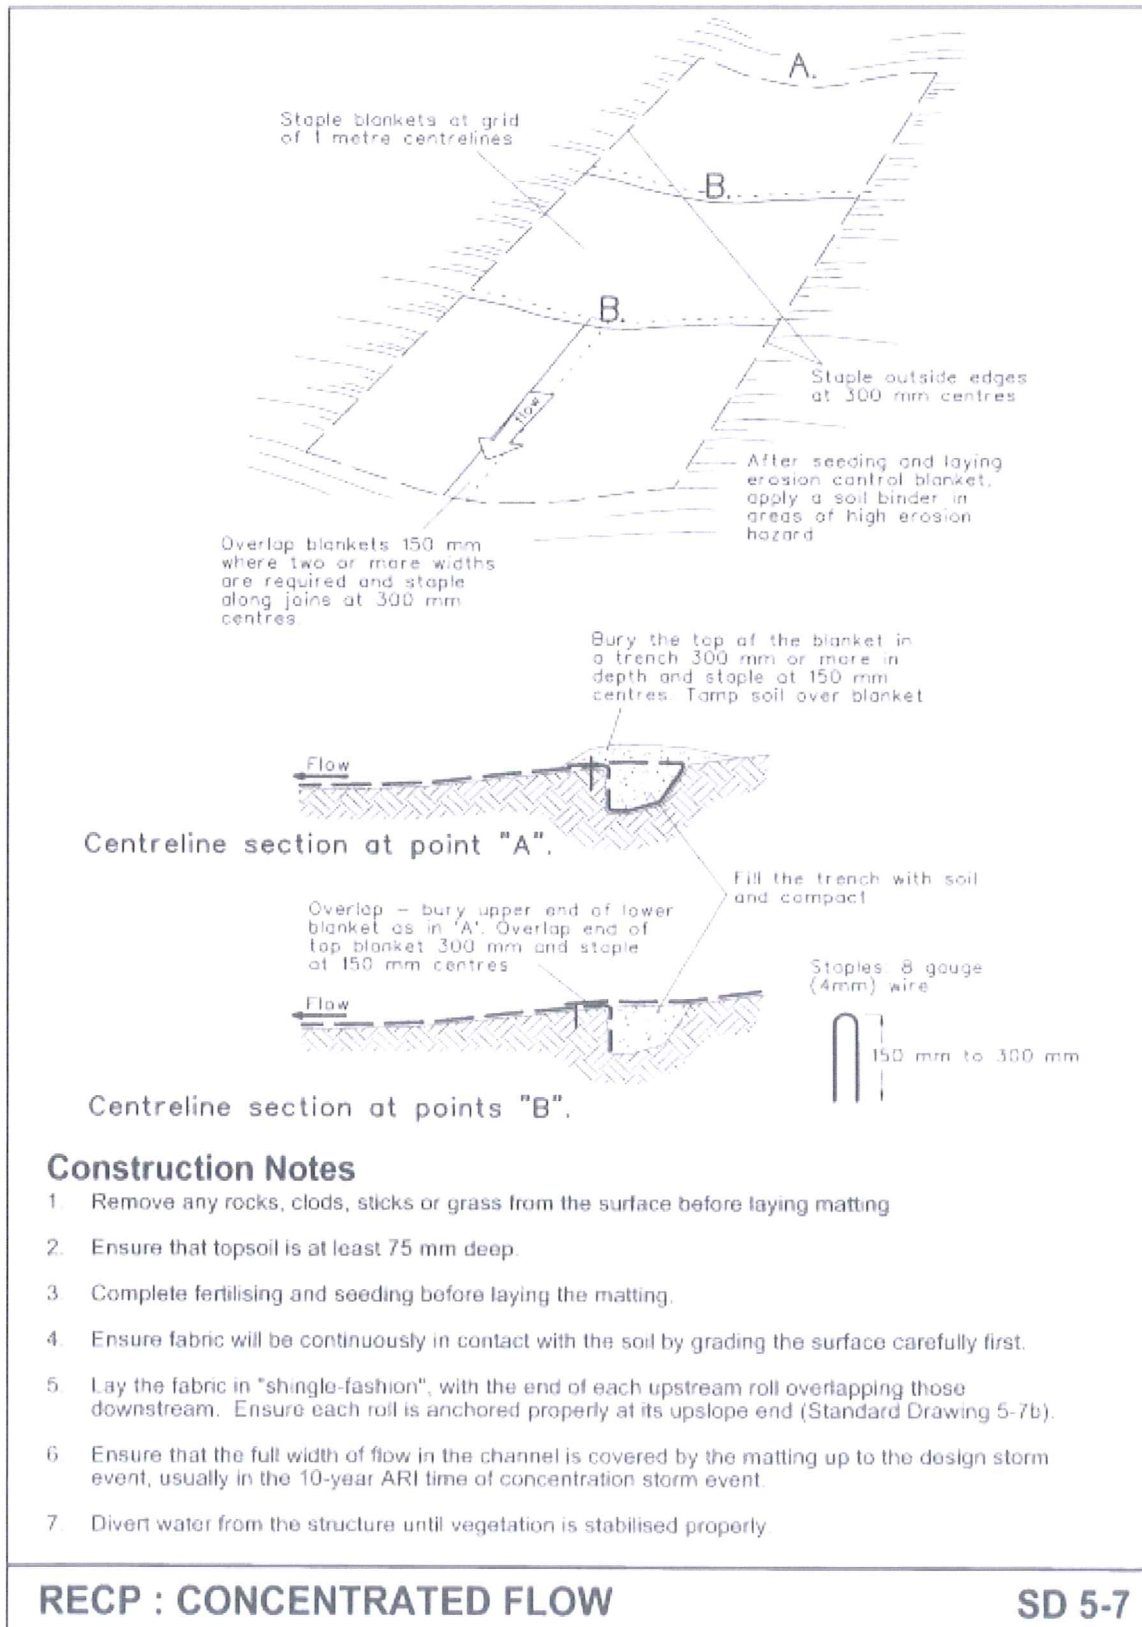 A.
Staple blankets at grid
of 1 metre centrelines
B.
B.
flow
Staple outside edges
at 300 mm centres
After seeding and laying
erosion control blanket,
apply a soil binder in
areas of high erosion
hazard
Overlap blankets 150 mm
where two or more widths
are required and staple
along joins at 300 mm
centres.
Bury the top of the blanket in
a trench 300 mm or more in
depth and staple at 150 mm
centres. Tamp soil over blanket
Flow
Centreline section at point "A".
Fill the trench with soil
and compact
Overlap – bury upper end of lower
blanket as in 'A'. Overlap end of
top blanket 300 mm and staple
at 150 mm centres
Flow
Staples: 8 gauge
(4mm) wire
150 mm to 300 mm
Centreline section at points "B".
Construction Notes
1. Remove any rocks, clods, sticks or grass from the surface before laying matting
2. Ensure that topsoil is at least 75 mm deep.
3. Complete fertilising and seeding before laying the matting.
4. Ensure fabric will be continuously in contact with the soil by grading the surface carefully first.
5. Lay the fabric in "shingle-fashion", with the end of each upstream roll overlapping those
downstream. Ensure each roll is anchored properly at its upslope end (Standard Drawing 5-7b).
6. Ensure that the full width of flow in the channel is covered by the matting up to the design storm
event, usually in the 10-year ARI time of concentration storm event.
7. Divert water from the structure until vegetation is stabilised properly.
RECP : CONCENTRATED FLOW
SD 5-7